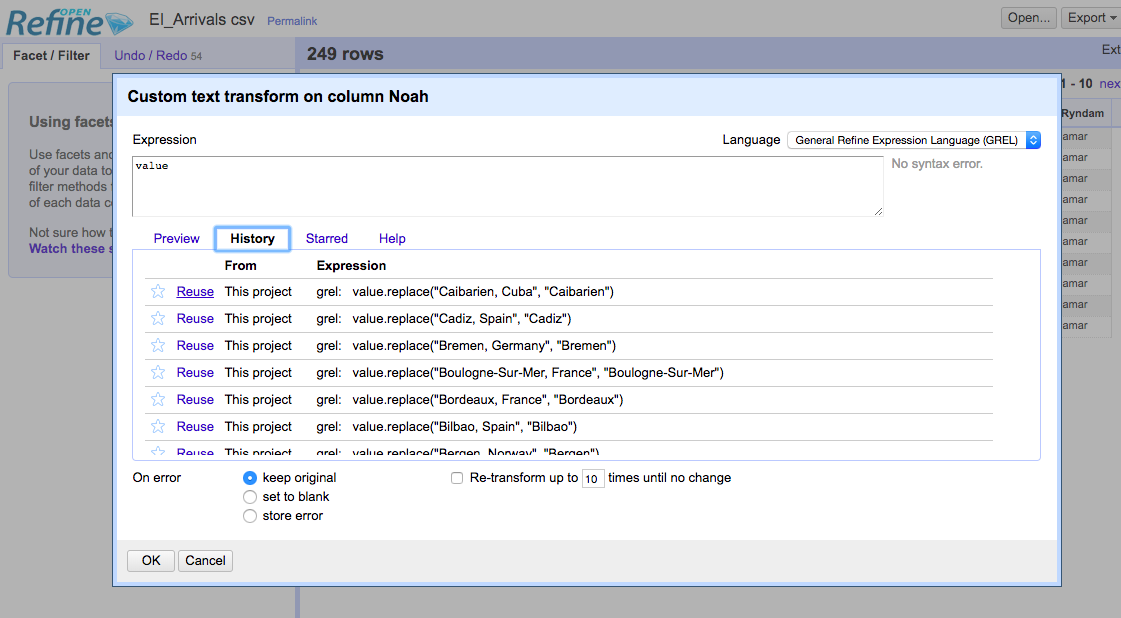 OPEN
Refine EI_Arrivals csv Permalink Open... Export
Facet / Filter Undo / Redo 54 249 rows Ext
1 - 10 nex
Custom text transform on column Noah
Ryndam
Using facets
Expression Language General Refine Expression Language (GREL)
amar
value No syntax error.
Use facets and
amar
of your data to
filter methods
amar
of each data c
amar
amar
Not sure how t
Preview History Starred Help
Watch these s
amar
From Expression
amar
Reuse This project grel: value.replace("Caibarien, Cuba", "Caibarien")
amar
Reuse This project grel: value.replace("Cadiz, Spain", "Cadiz")
amar
Reuse This project grel: value.replace("Bremen, Germany", "Bremen")
Reuse This project grel: value.replace("Boulogne-Sur-Mer, France", "Boulogne-Sur-Mer")
Reuse This project grel: value.replace("Bordeaux, France", "Bordeaux")
Reuse This project grel: value.replace("Bilbao, Spain", "Bilbao")
Reuse This project grel: value.replace("Bergen, Norway", "Bergen")
On error keep original Re-transform up to 10 times until no change
set to blank
store error
OK Cancel